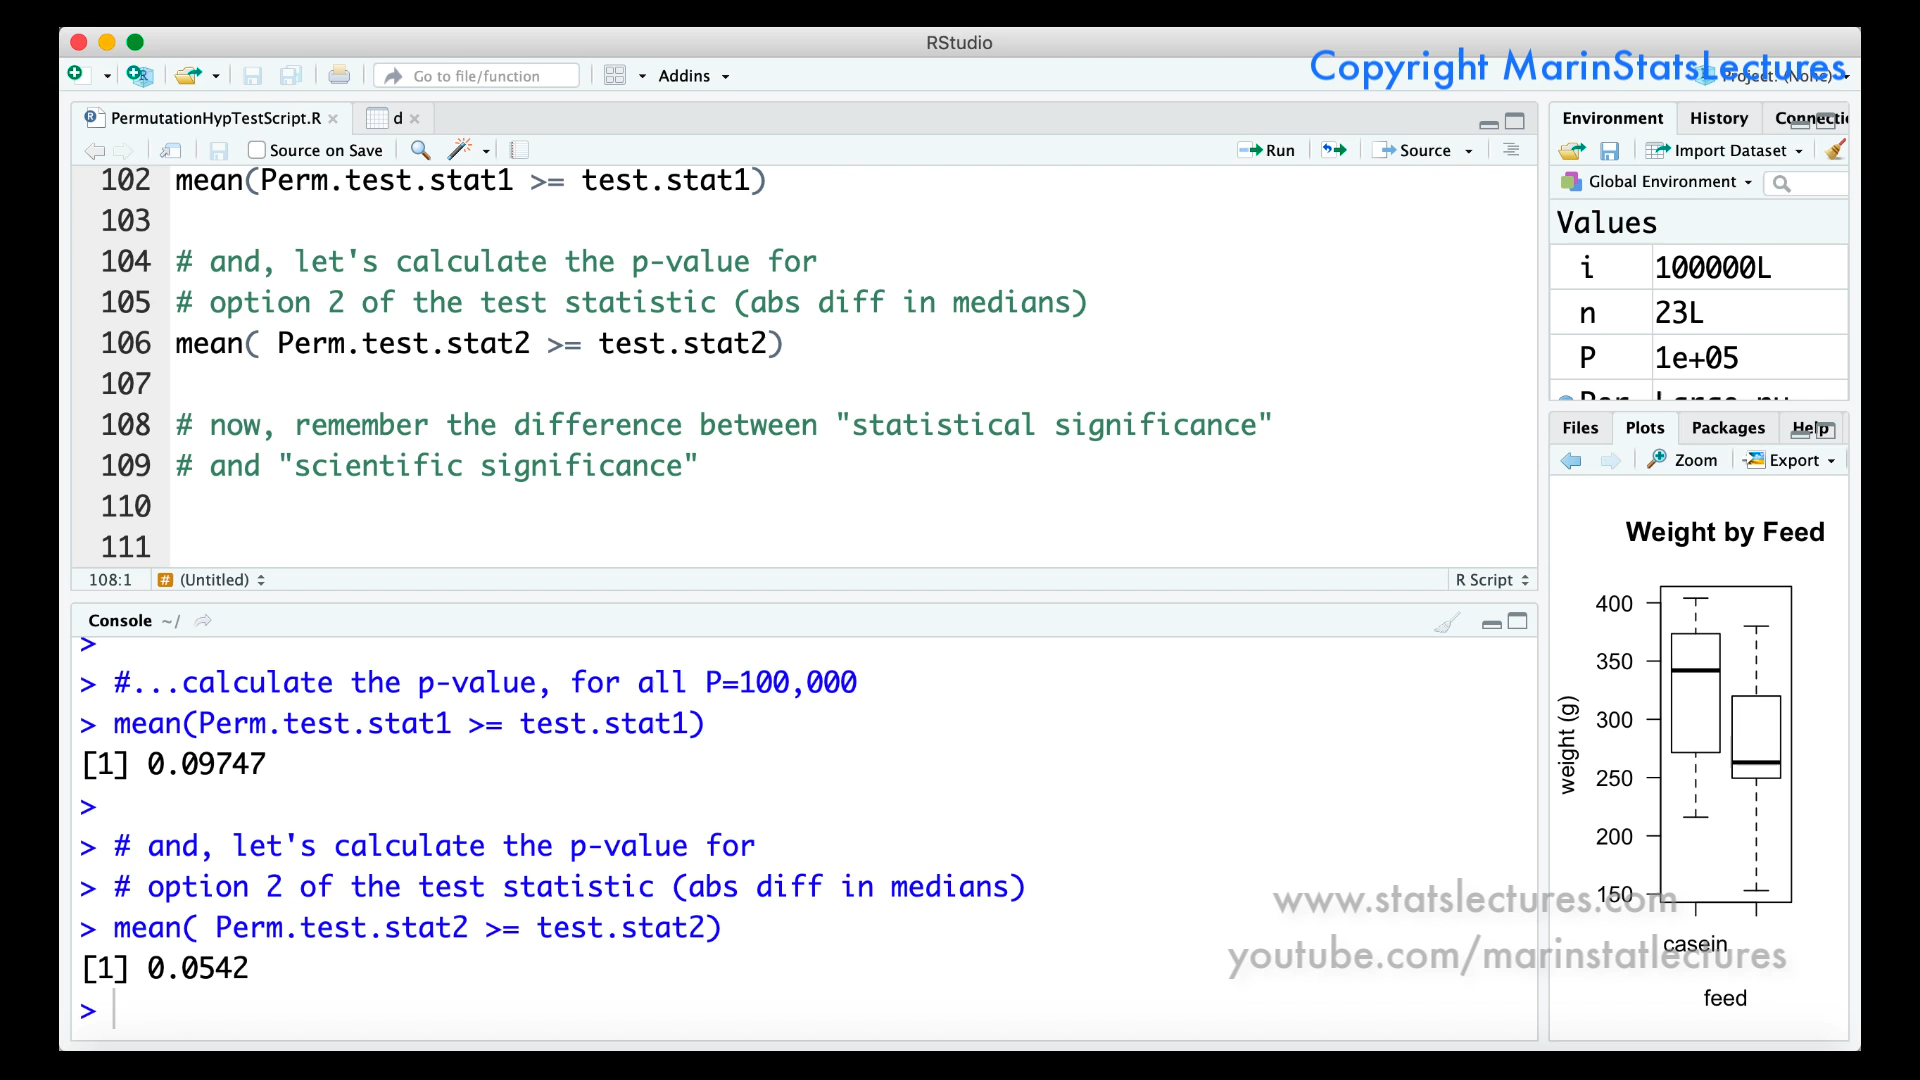 RStudio
Go to file/function
Addins
Copyright MarinStatsLectures
Project: (None)
PermutationHypTestScript.R
d
Source on Save
Run
Source
102 mean(Perm.test.stat1 >= test.stat1)
103
104 # and, let's calculate the p-value for
105 # option 2 of the test statistic (abs diff in medians)
106 mean( Perm.test.stat2 >= test.stat2)
107
108 # now, remember the difference between "statistical significance"
109 # and "scientific significance"
110
111
108:1
# (Untitled)
R Script
Console ~/
>
> #...calculate the p-value, for all P=100,000
> mean(Perm.test.stat1 >= test.stat1)
[1] 0.09747
>
> # and, let's calculate the p-value for
> # option 2 of the test statistic (abs diff in medians)
> mean( Perm.test.stat2 >= test.stat2)
[1] 0.0542
>
Environment History
Import Dataset
Global Environment
Values
i 100000L
n 23L
P 1e+05
Files Plots Packages Help
Zoom Export
Weight by Feed
400
350
300
250
200
150
weight (g)
casein
feed
www.statslectures.com
youtube.com/marinstatlectures